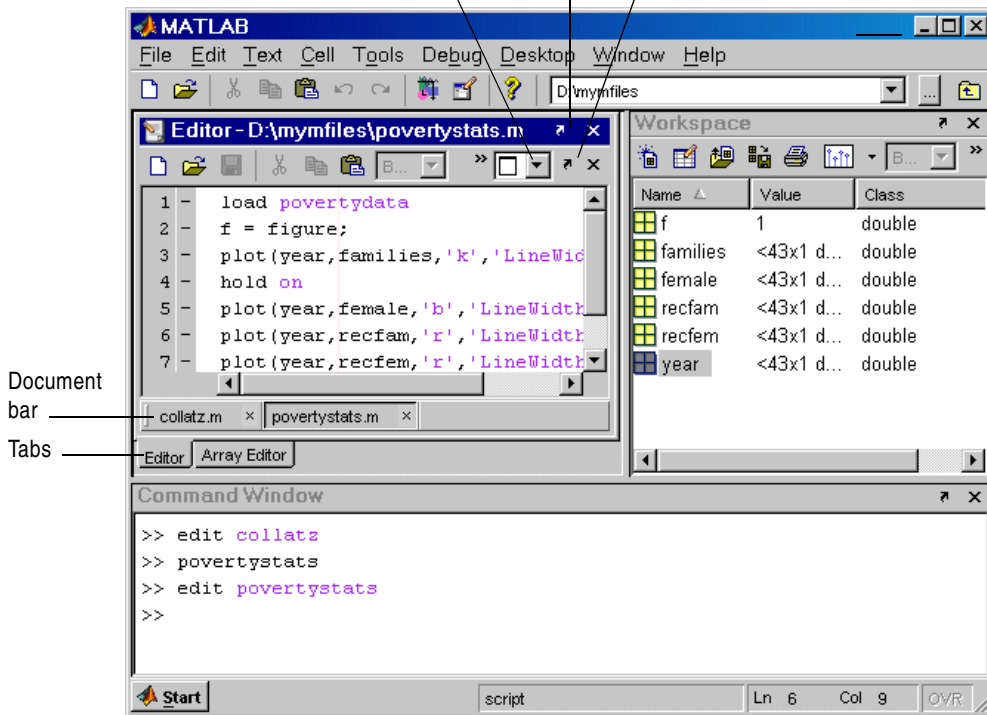 MATLAB
File Edit Text Cell Tools Debug Desktop Window Help
D:\mymfiles
...
Editor - D:\mymfiles\povertystats.m
B...
»
1 - load povertydata
2 - f = figure;
3 - plot(year,families,'k','LineWid
4 - hold on
5 - plot(year,female,'b','LineWidth
6 - plot(year,recfam,'r','LineWidth
7 - plot(year,recfem,'r','LineWidth
collatz.m × povertystats.m ×
Editor Array Editor
Document
bar
Tabs
Workspace
B...
»
Name Value Class
f 1 double
families <43x1 d... double
female <43x1 d... double
recfam <43x1 d... double
recfem <43x1 d... double
year <43x1 d... double
Command Window
>> edit collatz
>> povertystats
>> edit povertystats
>>
Start script Ln 6 Col 9 OVR